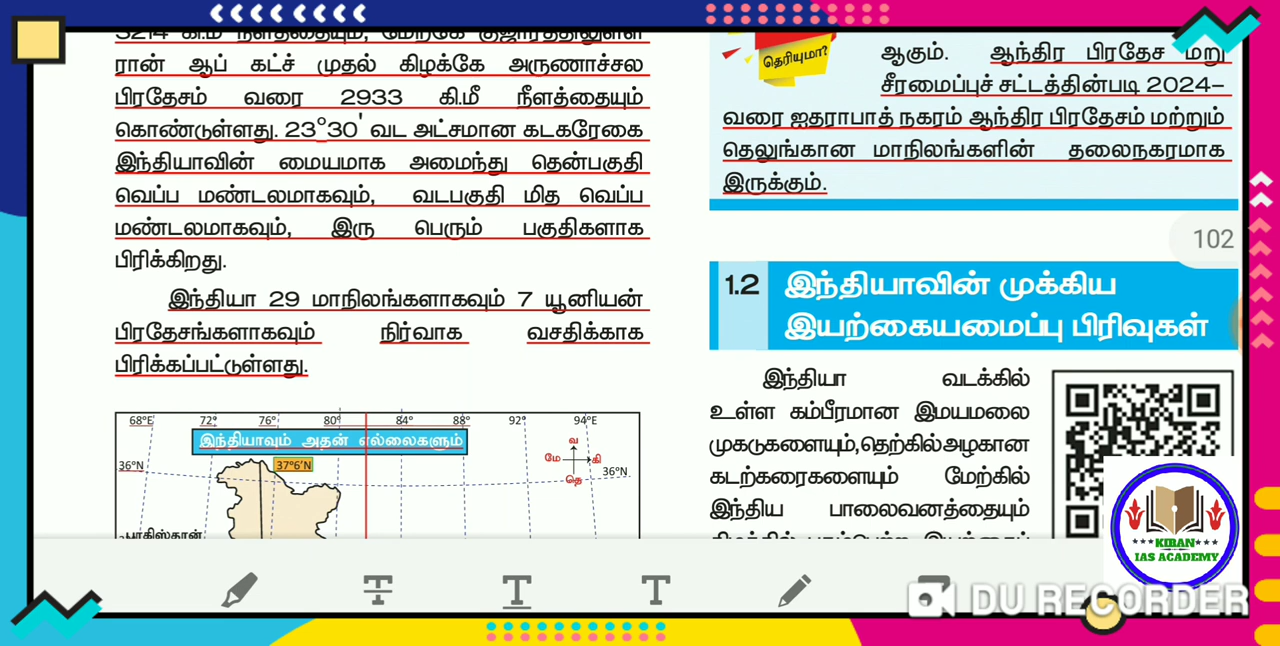 3214 கி.மீ நீளத்தையும், மேற்கே குஜராத்திலுள்ள
ரான் ஆப் கட்ச் முதல் கிழக்கே அருணாச்சல
பிரதேசம் வரை 2933 கி.மீ நீளத்தையும்
கொண்டுள்ளது. 23°30' வட அட்சமான கடகரேகை
இந்தியாவின் மையமாக அமைந்து தென்பகுதி
வெப்ப மண்டலமாகவும், வடபகுதி மித வெப்ப
மண்டலமாகவும், இரு பெரும் பகுதிகளாக
பிரிக்கிறது.
இந்தியா 29 மாநிலங்களாகவும் 7 யூனியன்
பிரதேசங்களாகவும் நிர்வாக வசதிக்காக
பிரிக்கப்பட்டுள்ளது.
68°E 72° 76° 80° 84° 88° 92° 94°E
இந்தியாவும் அதன் எல்லைகளும்
36°N
37°6'N
வ
மே கி
தெ
36°N
பாகிஸ்தான்
தெரியுமா?
ஆகும். ஆந்திர பிரதேச மறு
சீரமைப்புச் சட்டத்தின்படி 2024-
வரை ஐதராபாத் நகரம் ஆந்திர பிரதேசம் மற்றும்
தெலுங்கான மாநிலங்களின் தலைநகரமாக
இருக்கும்.
102
1.2 இந்தியாவின் முக்கிய
இயற்கையமைப்பு பிரிவுகள்
இந்தியா வடக்கில்
உள்ள கம்பீரமான இமயமலை
முகடுகளையும்,தெற்கில்அழகான
கடற்கரைகளையும் மேற்கில்
இந்திய பாலைவனத்தையும்
KIRAN
IAS ACADEMY
DU RECORDER